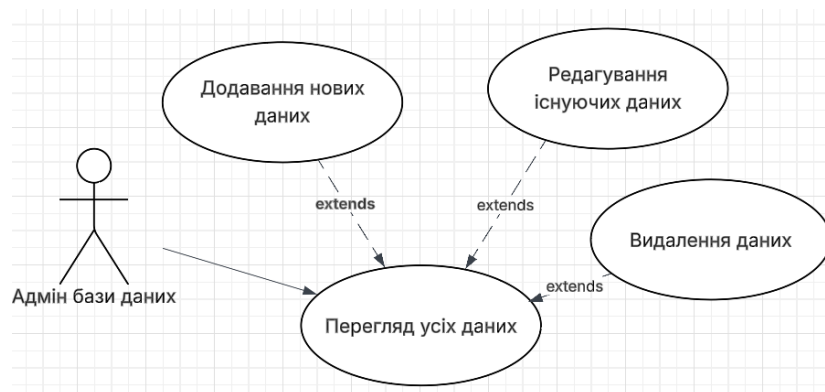 Додавання нових
даних
Редагування
існуючих даних
extends
extends
Видалення даних
extends
Адмін бази даних
Перегляд усіх даних